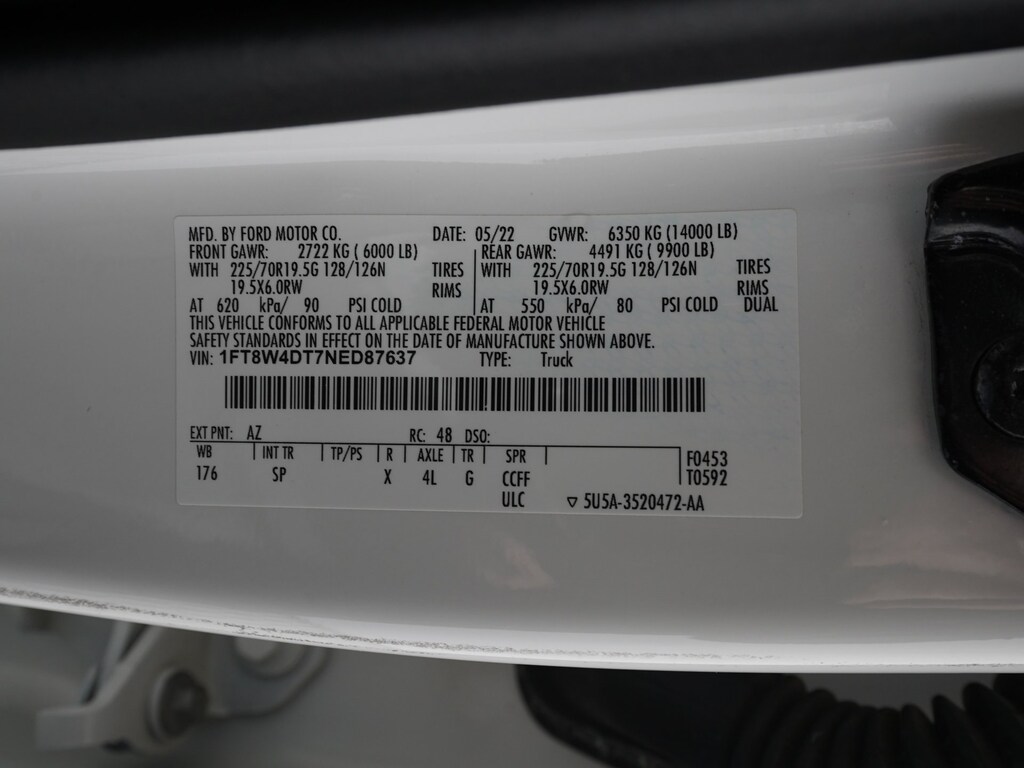 MFD. BY FORD MOTOR CO. DATE: 05/22 GVWR: 6350 KG (14000 LB)
FRONT GAWR: 2722 KG ( 6000 LB) REAR GAWR: 4491 KG ( 9900 LB)
WITH 225/70R19.5G 128/126N TIRES WITH 225/70R19.5G 128/126N TIRES
19.5X6.0RW RIMS 19.5X6.0RW RIMS
AT 620 kPa/ 90 PSI COLD AT 550 kPa/ 80 PSI COLD DUAL
THIS VEHICLE CONFORMS TO ALL APPLICABLE FEDERAL MOTOR VEHICLE
SAFETY STANDARDS IN EFFECT ON THE DATE OF MANUFACTURE SHOWN ABOVE.
VIN: 1FT8W4DT7NED87637 TYPE: Truck
EXT PNT: AZ RC: 48 DSO:
WB INT TR TP/PS R AXLE TR SPR F0453
176 SP X 4L G CCFF T0592
ULC ▽ 5U5A-3520472-AA